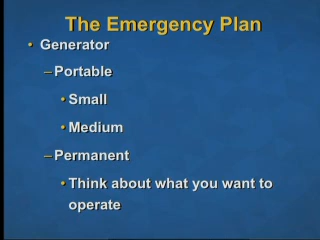 The Emergency Plan
• Generator
– Portable
• Small
• Medium
– Permanent
• Think about what you want to
operate